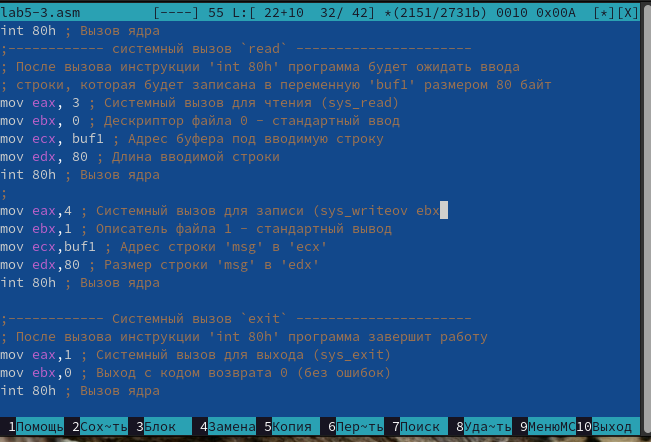 lab5-3.asm [----] 55 L:[ 22+10 32/ 42] *(2151/2731b) 0010 0x00A [*][X]
int 80h ; Вызов ядра
;------------ системный вызов `read` ----------------------
; После вызова инструкции 'int 80h' программа будет ожидать ввода
; строки, которая будет записана в переменную 'buf1' размером 80 байт
mov eax, 3 ; Системный вызов для чтения (sys_read)
mov ebx, 0 ; Дескриптор файла 0 - стандартный ввод
mov ecx, buf1 ; Адрес буфера под вводимую строку
mov edx, 80 ; Длина вводимой строки
int 80h ; Вызов ядра
;
mov eax,4 ; Системный вызов для записи (sys_writeov ebx
mov ebx,1 ; Описатель файла 1 - стандартный вывод
mov ecx,buf1 ; Адрес строки 'msg' в 'ecx'
mov edx,80 ; Размер строки 'msg' в 'edx'
int 80h ; Вызов ядра
;------------ Системный вызов `exit` ----------------------
; После вызова инструкции 'int 80h' программа завершит работу
mov eax,1 ; Системный вызов для выхода (sys_exit)
mov ebx,0 ; Выход с кодом возврата 0 (без ошибок)
int 80h ; Вызов ядра
1Помощь 2Сох~ть 3Блок 4Замена 5Копия 6Пер~ть 7Поиск 8Уда~ть 9МенюMC 10Выход